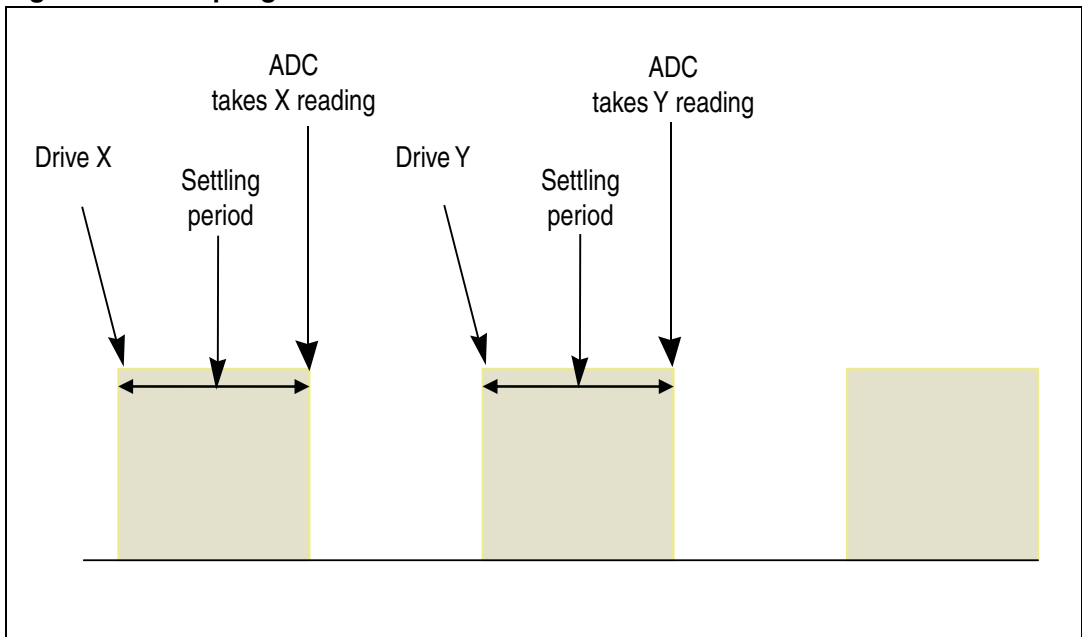 ADC
takes X reading
ADC
takes Y reading
Drive X
Settling
period
Drive Y
Settling
period